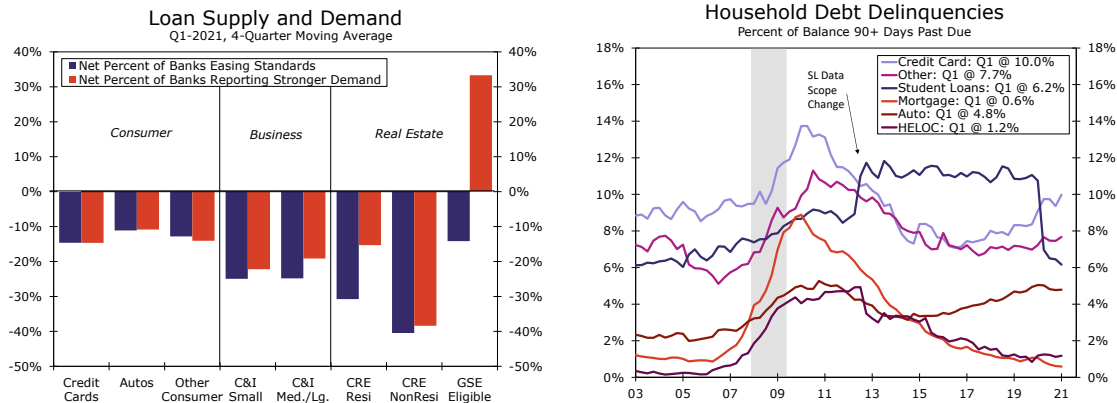 Loan Supply and Demand
Q1-2021, 4-Quarter Moving Average
Net Percent of Banks Easing Standards
Net Percent of Banks Reporting Stronger Demand
Consumer
Business
Real Estate
40%
30%
20%
10%
0%
-10%
-20%
-30%
-40%
-50%
40%
30%
20%
10%
0%
-10%
-20%
-30%
-40%
-50%
Credit
Cards
Autos
Other
Consumer
C&I
Small
C&I
Med./Lg.
CRE
Resi
CRE
NonResi
GSE
Eligible
Household Debt Delinquencies
Percent of Balance 90+ Days Past Due
Credit Card: Q1 @ 10.0%
Other: Q1 @ 7.7%
Student Loans: Q1 @ 6.2%
Mortgage: Q1 @ 0.6%
Auto: Q1 @ 4.8%
HELOC: Q1 @ 1.2%
SL Data
Scope
Change
18%
16%
14%
12%
10%
8%
6%
4%
2%
0%
18%
16%
14%
12%
10%
8%
6%
4%
2%
0%
03 05 07 09 11 13 15 17 19 21